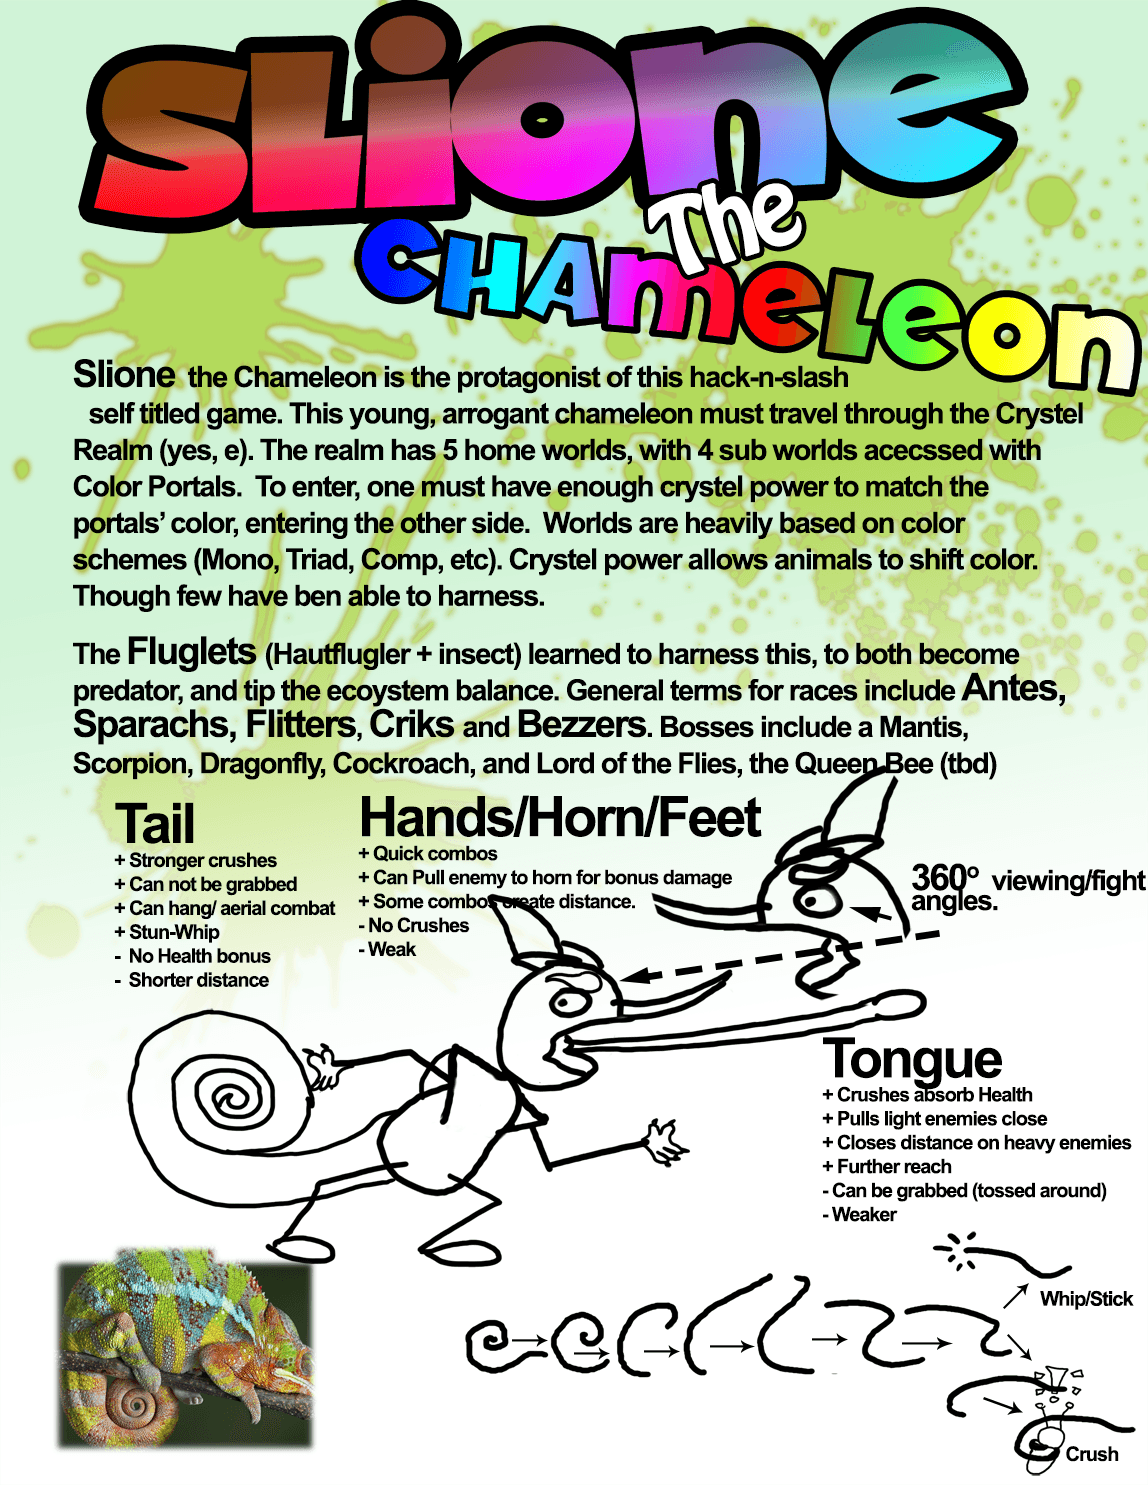 SLione
The
CHAmeLeon
Slione the Chameleon is the protagonist of this hack-n-slash
self titled game. This young, arrogant chameleon must travel through the Crystel
Realm (yes, e). The realm has 5 home worlds, with 4 sub worlds acecssed with
Color Portals. To enter, one must have enough crystel power to match the
portals’ color, entering the other side. Worlds are heavily based on color
schemes (Mono, Triad, Comp, etc). Crystel power allows animals to shift color.
Though few have ben able to harness.
The Fluglets (Hautflugler + insect) learned to harness this, to both become
predator, and tip the ecoystem balance. General terms for races include Antes,
Sparachs, Flitters, Criks and Bezzers. Bosses include a Mantis,
Scorpion, Dragonfly, Cockroach, and Lord of the Flies, the Queen Bee (tbd)
Tail
+ Stronger crushes
+ Can not be grabbed
+ Can hang/ aerial combat
+ Stun-Whip
- No Health bonus
- Shorter distance
Hands/Horn/Feet
+ Quick combos
+ Can Pull enemy to horn for bonus damage
+ Some combos create distance.
- No Crushes
- Weak
360° viewing/fight
angles.
Tongue
+ Crushes absorb Health
+ Pulls light enemies close
+ Closes distance on heavy enemies
+ Further reach
- Can be grabbed (tossed around)
- Weaker
Whip/Stick
Crush